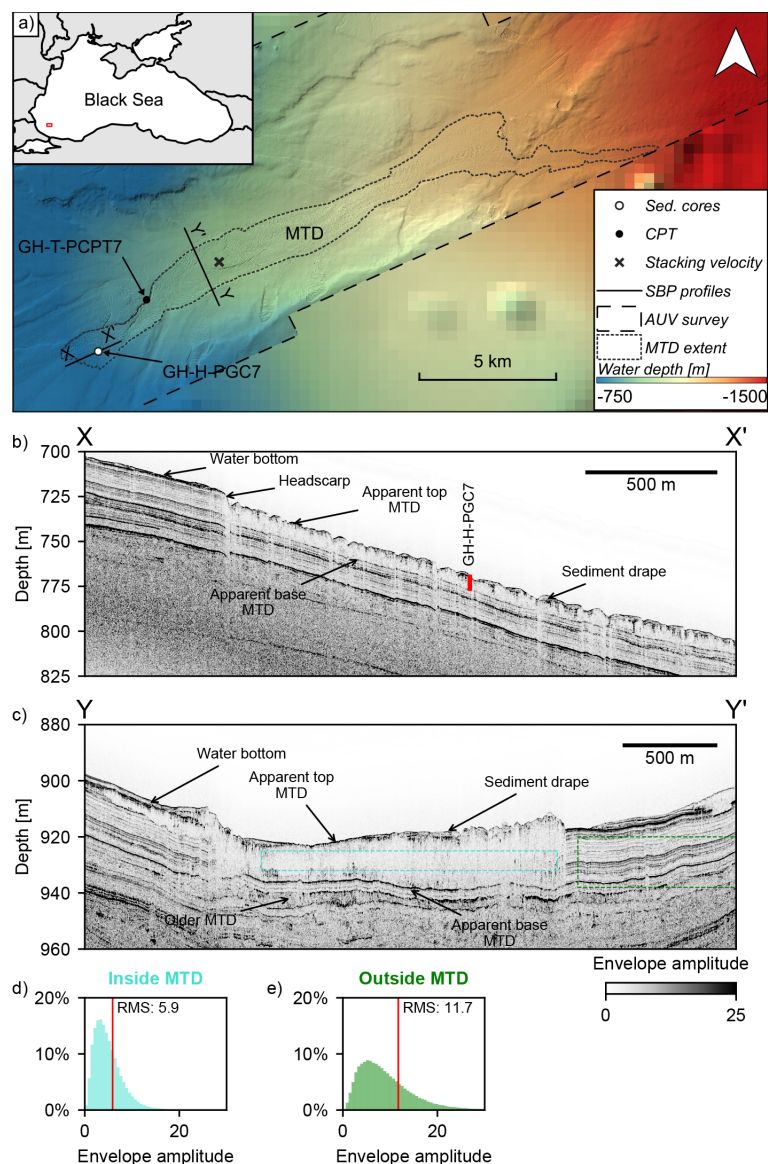 a)
Black Sea
GH-T-PCPT7
Y'
MTD
Y
X'
X
GH-H-PGC7
5 km
Sed. cores
CPT
Stacking velocity
SBP profiles
AUV survey
MTD extent
Water depth [m]
-750
-1500
b)
X
X'
700
725
750
775
800
825
Depth [m]
Water bottom
Headscarp
Apparent top
MTD
Apparent base
MTD
GH-H-PGC7
Sediment drape
500 m
c)
Y
Y'
880
900
920
940
960
Depth [m]
Water bottom
Apparent top
MTD
Sediment drape
500 m
Older MTD
Apparent base
MTD
Envelope amplitude
0
25
d)
Inside MTD
20%
10%
0%
RMS: 5.9
0
20
Envelope amplitude
e)
Outside MTD
20%
10%
0%
RMS: 11.7
0
20
Envelope amplitude